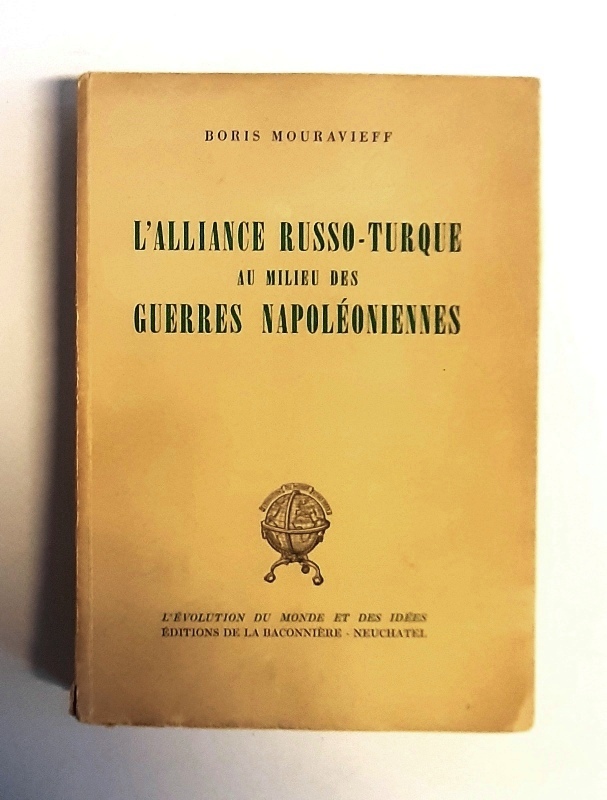 BORIS MOURAVIEFF
L'ALLIANCE RUSSO-TURQUE
AU MILIEU DES
GUERRES NAPOLÉONIENNES
L'ÉVOLUTION DU MONDE ET DES IDÉES
ÉDITIONS DE LA BACONNIÈRE - NEUCHATEL